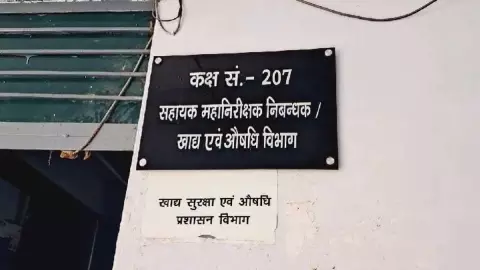 कक्ष सं.- 207
सहायक महानिरीक्षक निबन्धक /
खाद्य एवं औषधि विभाग
खाद्य सुरक्षा एवं औषधि
प्रशासन विभाग